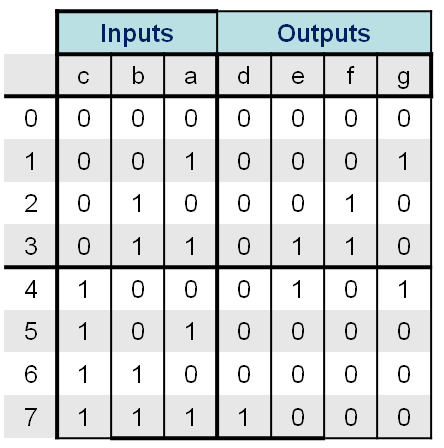 Inputs Outputs
c b a d e f g
0 0 0 0 0 0 0 0
1 0 0 1 0 0 0 1
2 0 1 0 0 0 1 0
3 0 1 1 0 1 1 0
4 1 0 0 0 1 0 1
5 1 0 1 0 0 0 0
6 1 1 0 0 0 0 0
7 1 1 1 1 0 0 0